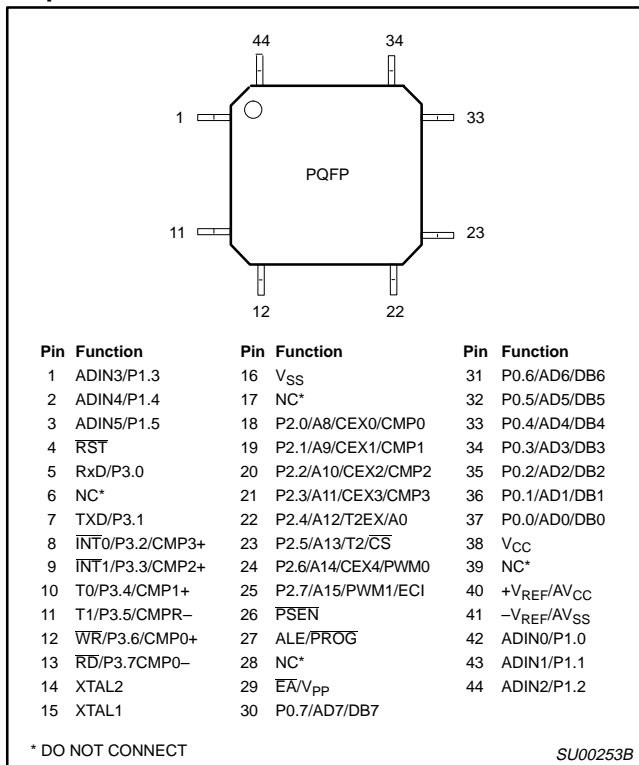 44 34
1 33
PQFP
11 23
12 22
Pin Function Pin Function Pin Function
1 ADIN3/P1.3 16 VSS 31 P0.6/AD6/DB6
2 ADIN4/P1.4 17 NC* 32 P0.5/AD5/DB5
3 ADIN5/P1.5 18 P2.0/A8/CEX0/CMP0 33 P0.4/AD4/DB4
4 R̅S̅T̅ 19 P2.1/A9/CEX1/CMP1 34 P0.3/AD3/DB3
5 RxD/P3.0 20 P2.2/A10/CEX2/CMP2 35 P0.2/AD2/DB2
6 NC* 21 P2.3/A11/CEX3/CMP3 36 P0.1/AD1/DB1
7 TXD/P3.1 22 P2.4/A12/T2EX/A0 37 P0.0/AD0/DB0
8 I̅N̅T̅0/P3.2/CMP3+ 23 P2.5/A13/T2/C̅S̅ 38 VCC
9 I̅N̅T̅1/P3.3/CMP2+ 24 P2.6/A14/CEX4/PWM0 39 NC*
10 T0/P3.4/CMP1+ 25 P2.7/A15/PWM1/ECI 40 +VREF/AVCC
11 T1/P3.5/CMPR– 26 P̅S̅E̅N̅ 41 –VREF/AVSS
12 W̅R̅/P3.6/CMP0+ 27 ALE/P̅R̅O̅G̅ 42 ADIN0/P1.0
13 R̅D̅/P3.7CMP0– 28 NC* 43 ADIN1/P1.1
14 XTAL2 29 E̅A̅/VPP 44 ADIN2/P1.2
15 XTAL1 30 P0.7/AD7/DB7
* DO NOT CONNECT SU00253B